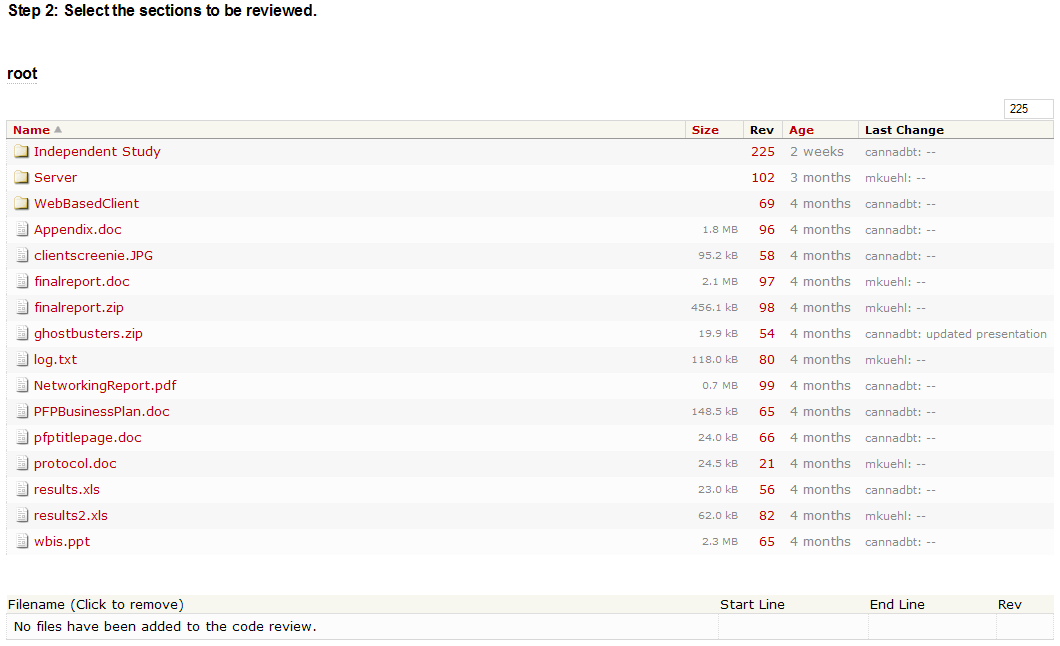 Step 2: Select the sections to be reviewed.
root
225
Name Size Rev Age Last Change
Independent Study 225 2 weeks cannadbt: --
Server 102 3 months mkuehl: --
WebBasedClient 69 4 months cannadbt: --
Appendix.doc 1.8 MB 96 4 months cannadbt: --
clientscreenie.JPG 95.2 kB 58 4 months cannadbt: --
finalreport.doc 2.1 MB 97 4 months mkuehl: --
finalreport.zip 456.1 kB 98 4 months mkuehl: --
ghostbusters.zip 19.9 kB 54 4 months cannadbt: updated presentation
log.txt 118.0 kB 80 4 months mkuehl: --
NetworkingReport.pdf 0.7 MB 99 4 months cannadbt: --
PFPBusinessPlan.doc 148.5 kB 65 4 months cannadbt: --
pfptitlepage.doc 24.0 kB 66 4 months cannadbt: --
protocol.doc 24.5 kB 21 4 months mkuehl: --
results.xls 23.0 kB 56 4 months cannadbt: --
results2.xls 62.0 kB 82 4 months mkuehl: --
wbis.ppt 2.3 MB 65 4 months cannadbt: --
Filename (Click to remove) Start Line End Line Rev
No files have been added to the code review.